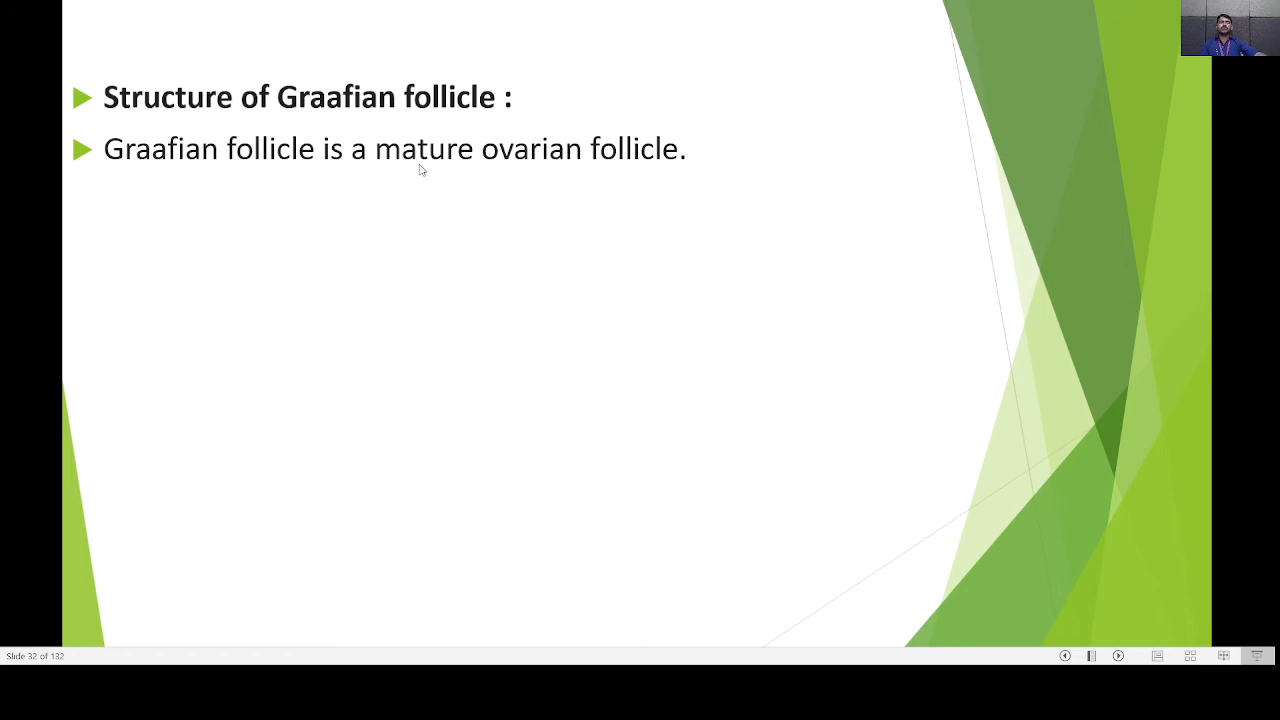 Structure of Graafian follicle :
Graafian follicle is a mature ovarian follicle.
Slide 32 of 132